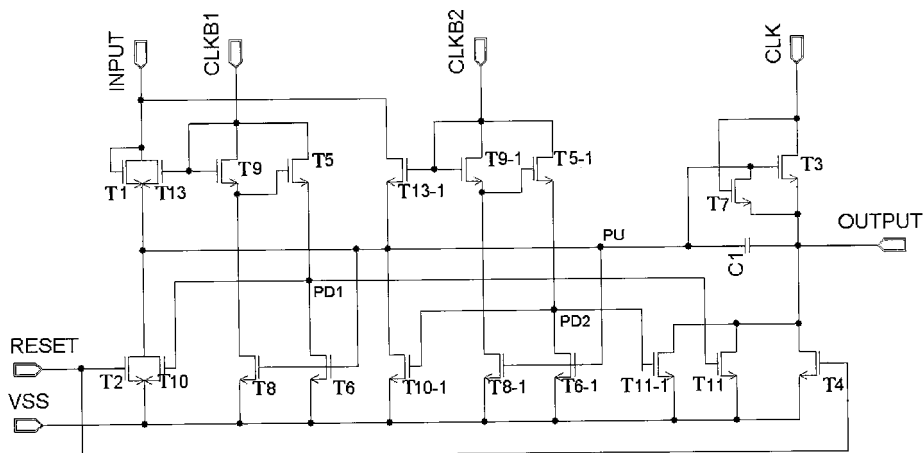 INPUT
CLKB1
CLKB2
CLK
T1
T13
T9
T5
T13-1
T9-1
T5-1
T7
T3
OUTPUT
PU
C1
PD1
PD2
RESET
T2
T10
T8
T6
T10-1
T8-1
T6-1
T11-1
T11
T4
VSS